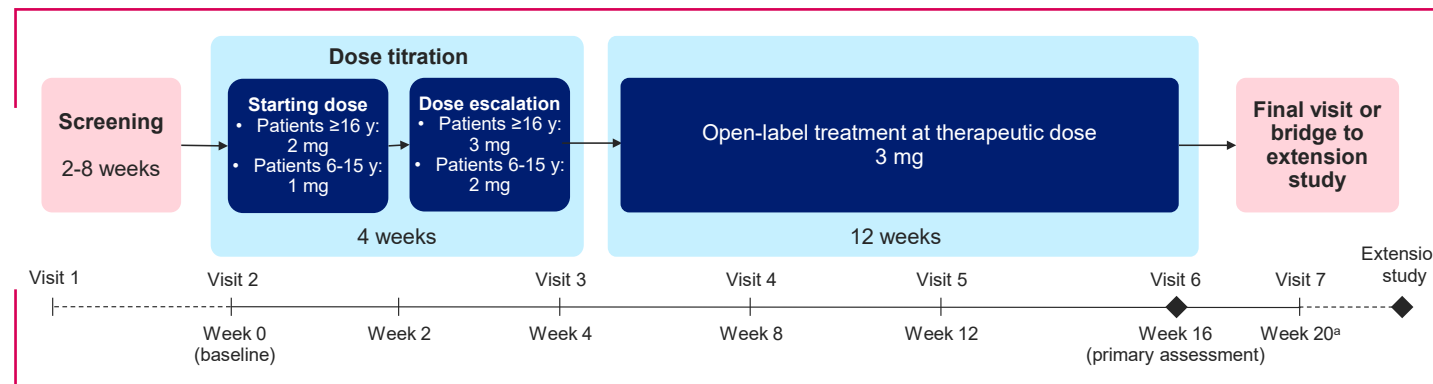 Dose titration
Screening
2-8 weeks
Starting dose
• Patients ≥16 y:
2 mg
• Patients 6-15 y:
1 mg
Dose escalation
• Patients ≥16 y:
3 mg
• Patients 6-15 y:
2 mg
4 weeks
Open-label treatment at therapeutic dose
3 mg
12 weeks
Final visit or
bridge to
extension
study
Visit 1
Visit 2
Visit 3
Visit 4
Visit 5
Visit 6
Visit 7
Extensio
study
Week 0
(baseline)
Week 2
Week 4
Week 8
Week 12
Week 16
(primary assessment)
Week 20ᵃ